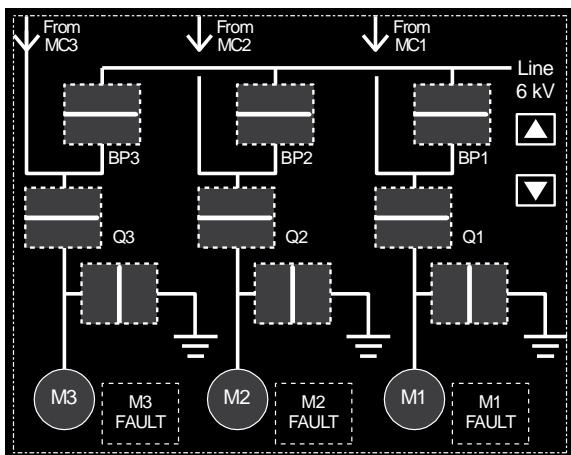 From
MC3
From
MC2
From
MC1
Line
6 kV
BP3
BP2
BP1
Q3
Q2
Q1
M3
M3
FAULT
M2
M2
FAULT
M1
M1
FAULT